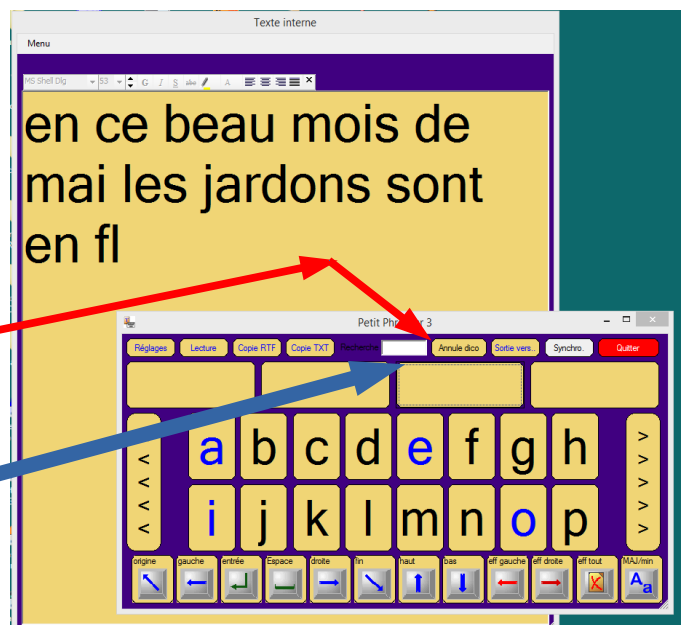 Texte interne
Menu
MS Shell Dlg 53 G I S abc A
en ce beau mois de
mai les jardons sont
en fl
Petit Ph r 3
Réglages Lecture Copie RTF Copie TXT Recherche Annule dico Sortie vers.. Synchro. Quitter
< a b c d e f g h >
< >
< >
< i j k l m n o p >
< >
origine gauche entrée Espace droite fin haut bas eff gauche eff droite eff tout MAJ/min
Aa